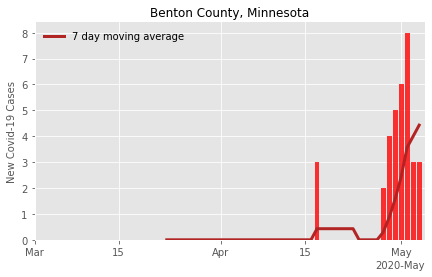 Benton County, Minnesota
7 day moving average
New Covid-19 Cases
8
7
6
5
4
3
2
1
0
Mar
15
Apr
15
May
2020-May